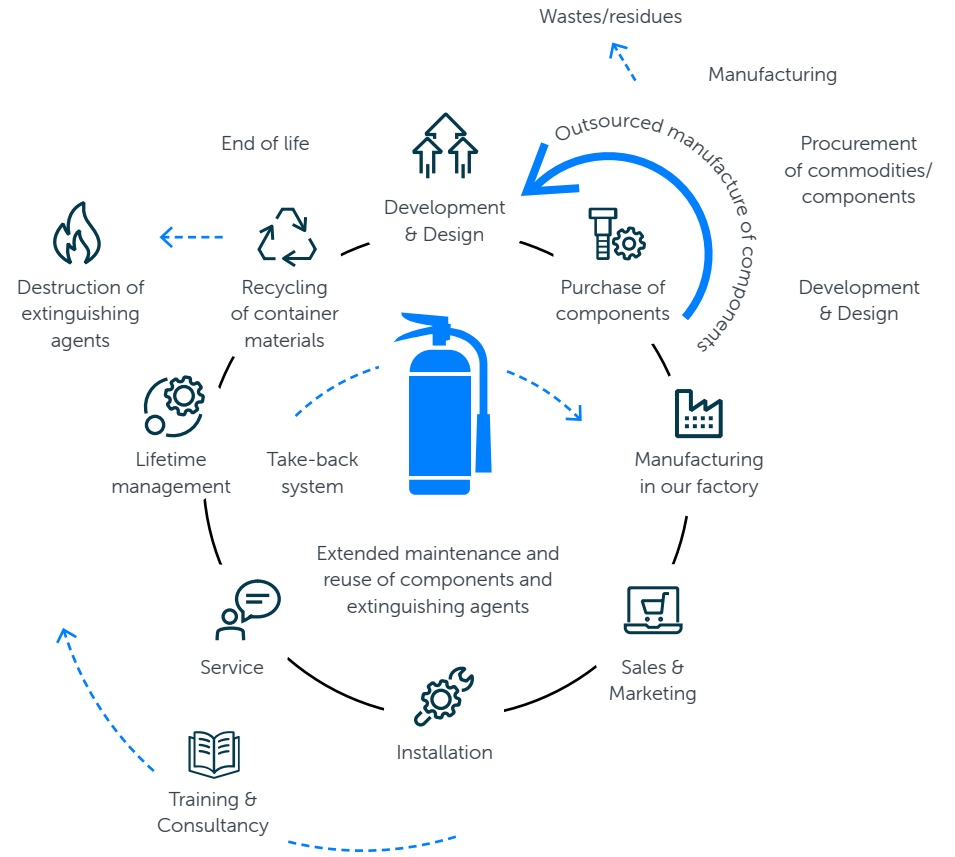 Wastes/residues
Manufacturing
Outsourced manufacture of components
End of life
Procurement
of commodities/
components
Development
& Design
Destruction of
extinguishing
agents
Recycling
of container
materials
Purchase of
components
Development
& Design
Lifetime
management
Take-back
system
Manufacturing
in our factory
Extended maintenance and
reuse of components and
extinguishing agents
Service
Sales &
Marketing
Installation
Training &
Consultancy